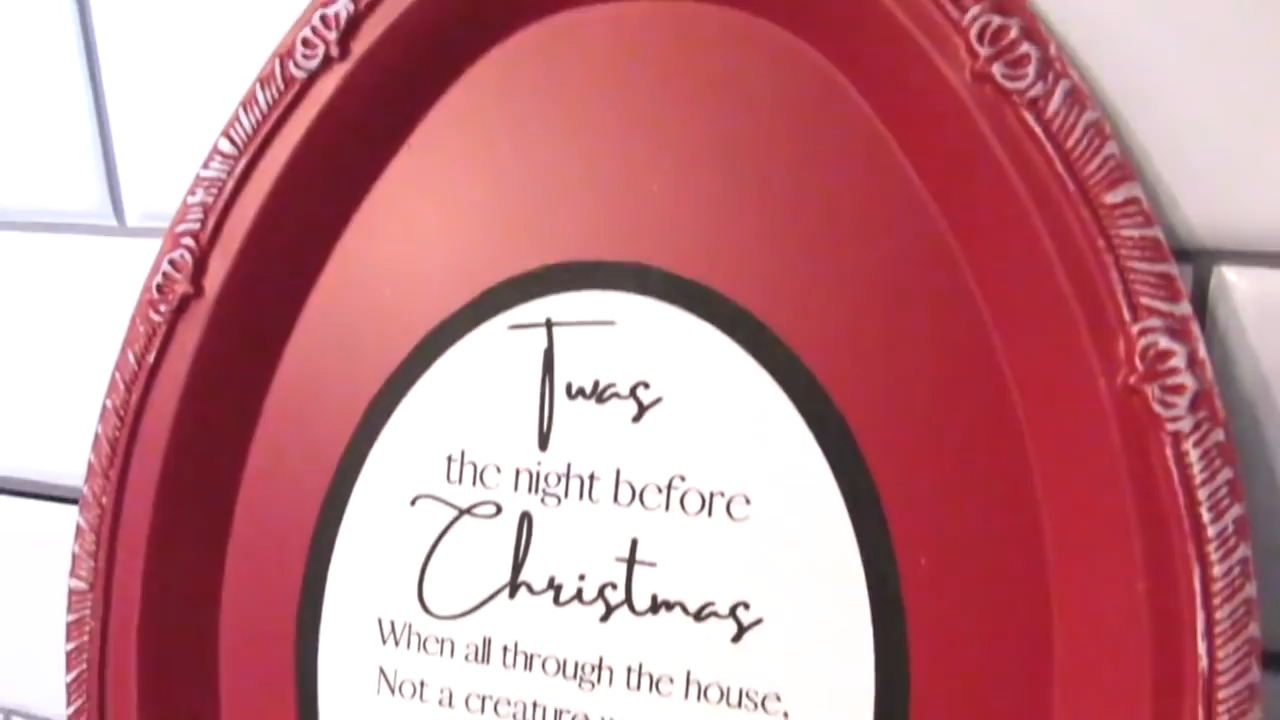 Twas
the night before
Christmas
When all through the house,
Not a creature